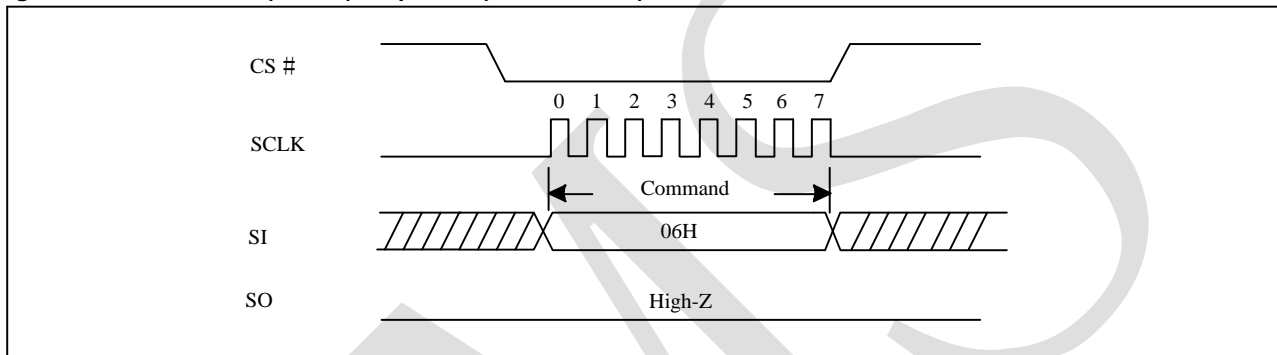 CS #
0 1 2 3 4 5 6 7
SCLK
Command
SI
06H
SO
High-Z